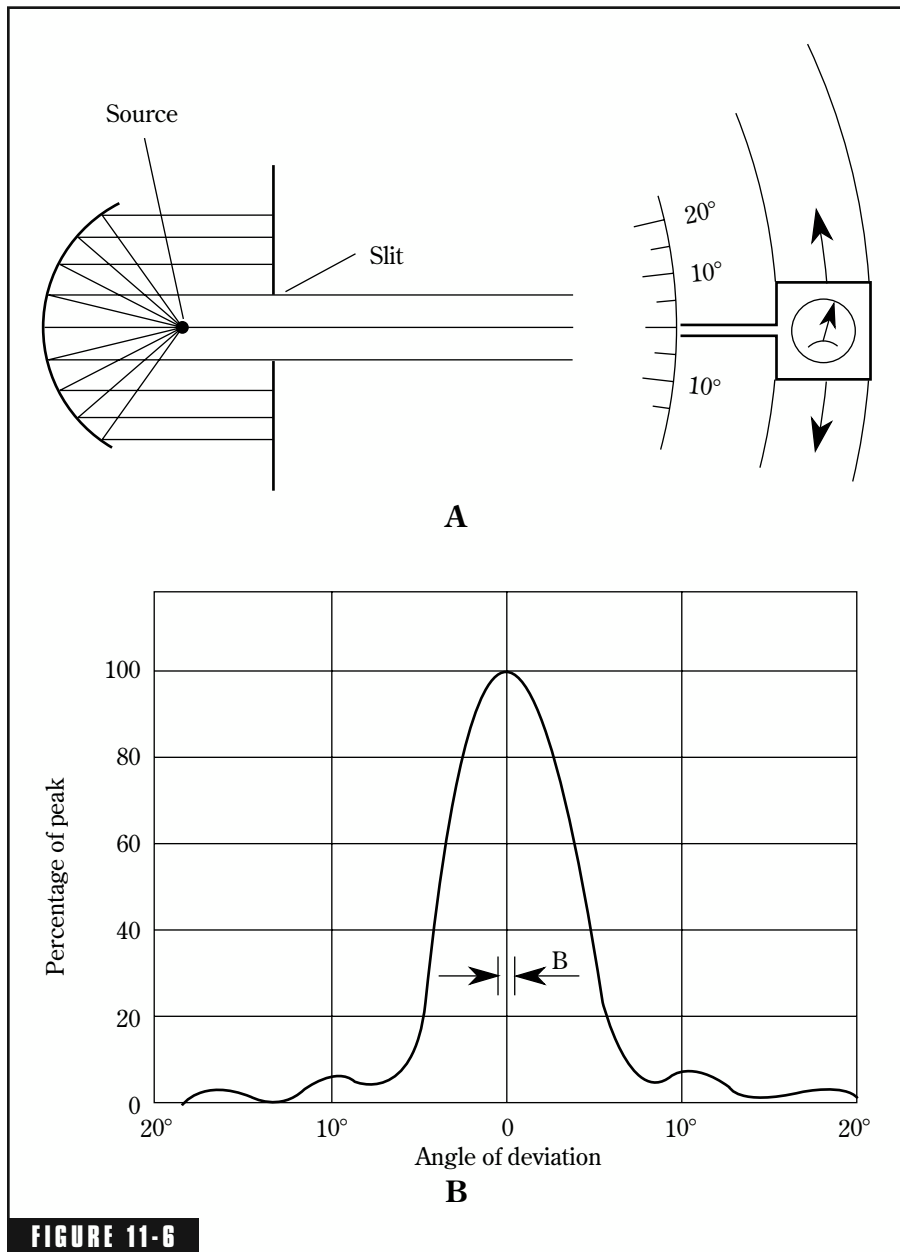 Source
Slit
20°
10°
10°
A
100
80
60
40
20
0
Percentage of peak
B
20° 10° 0 10° 20°
Angle of deviation
B
FIGURE 11-6